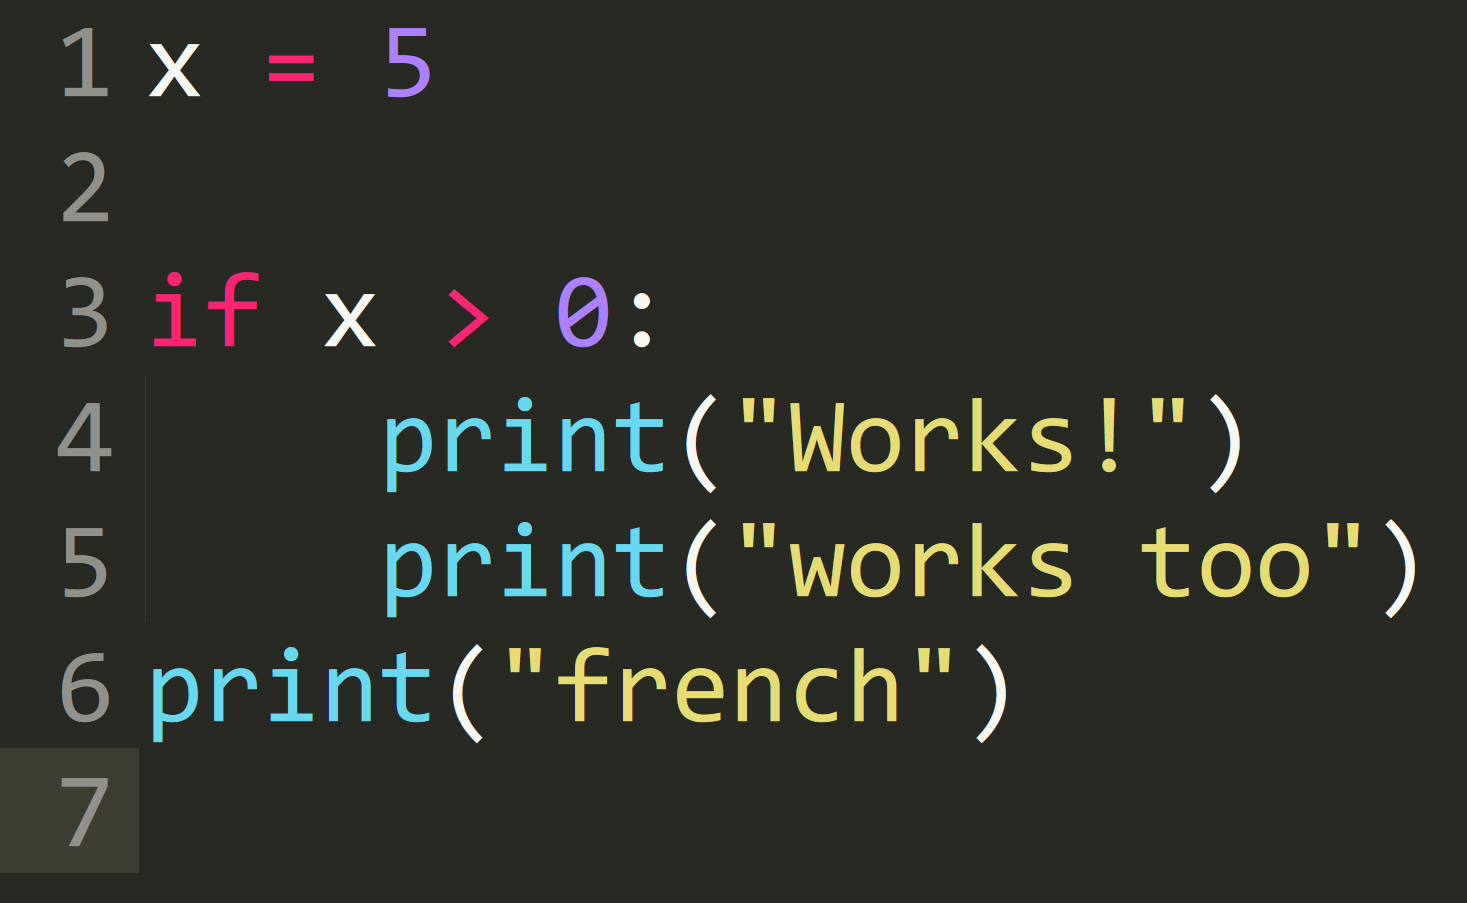 1 x = 5
2
3 if x > 0:
4     print("Works!")
5     print("works too")
6 print("french")
7